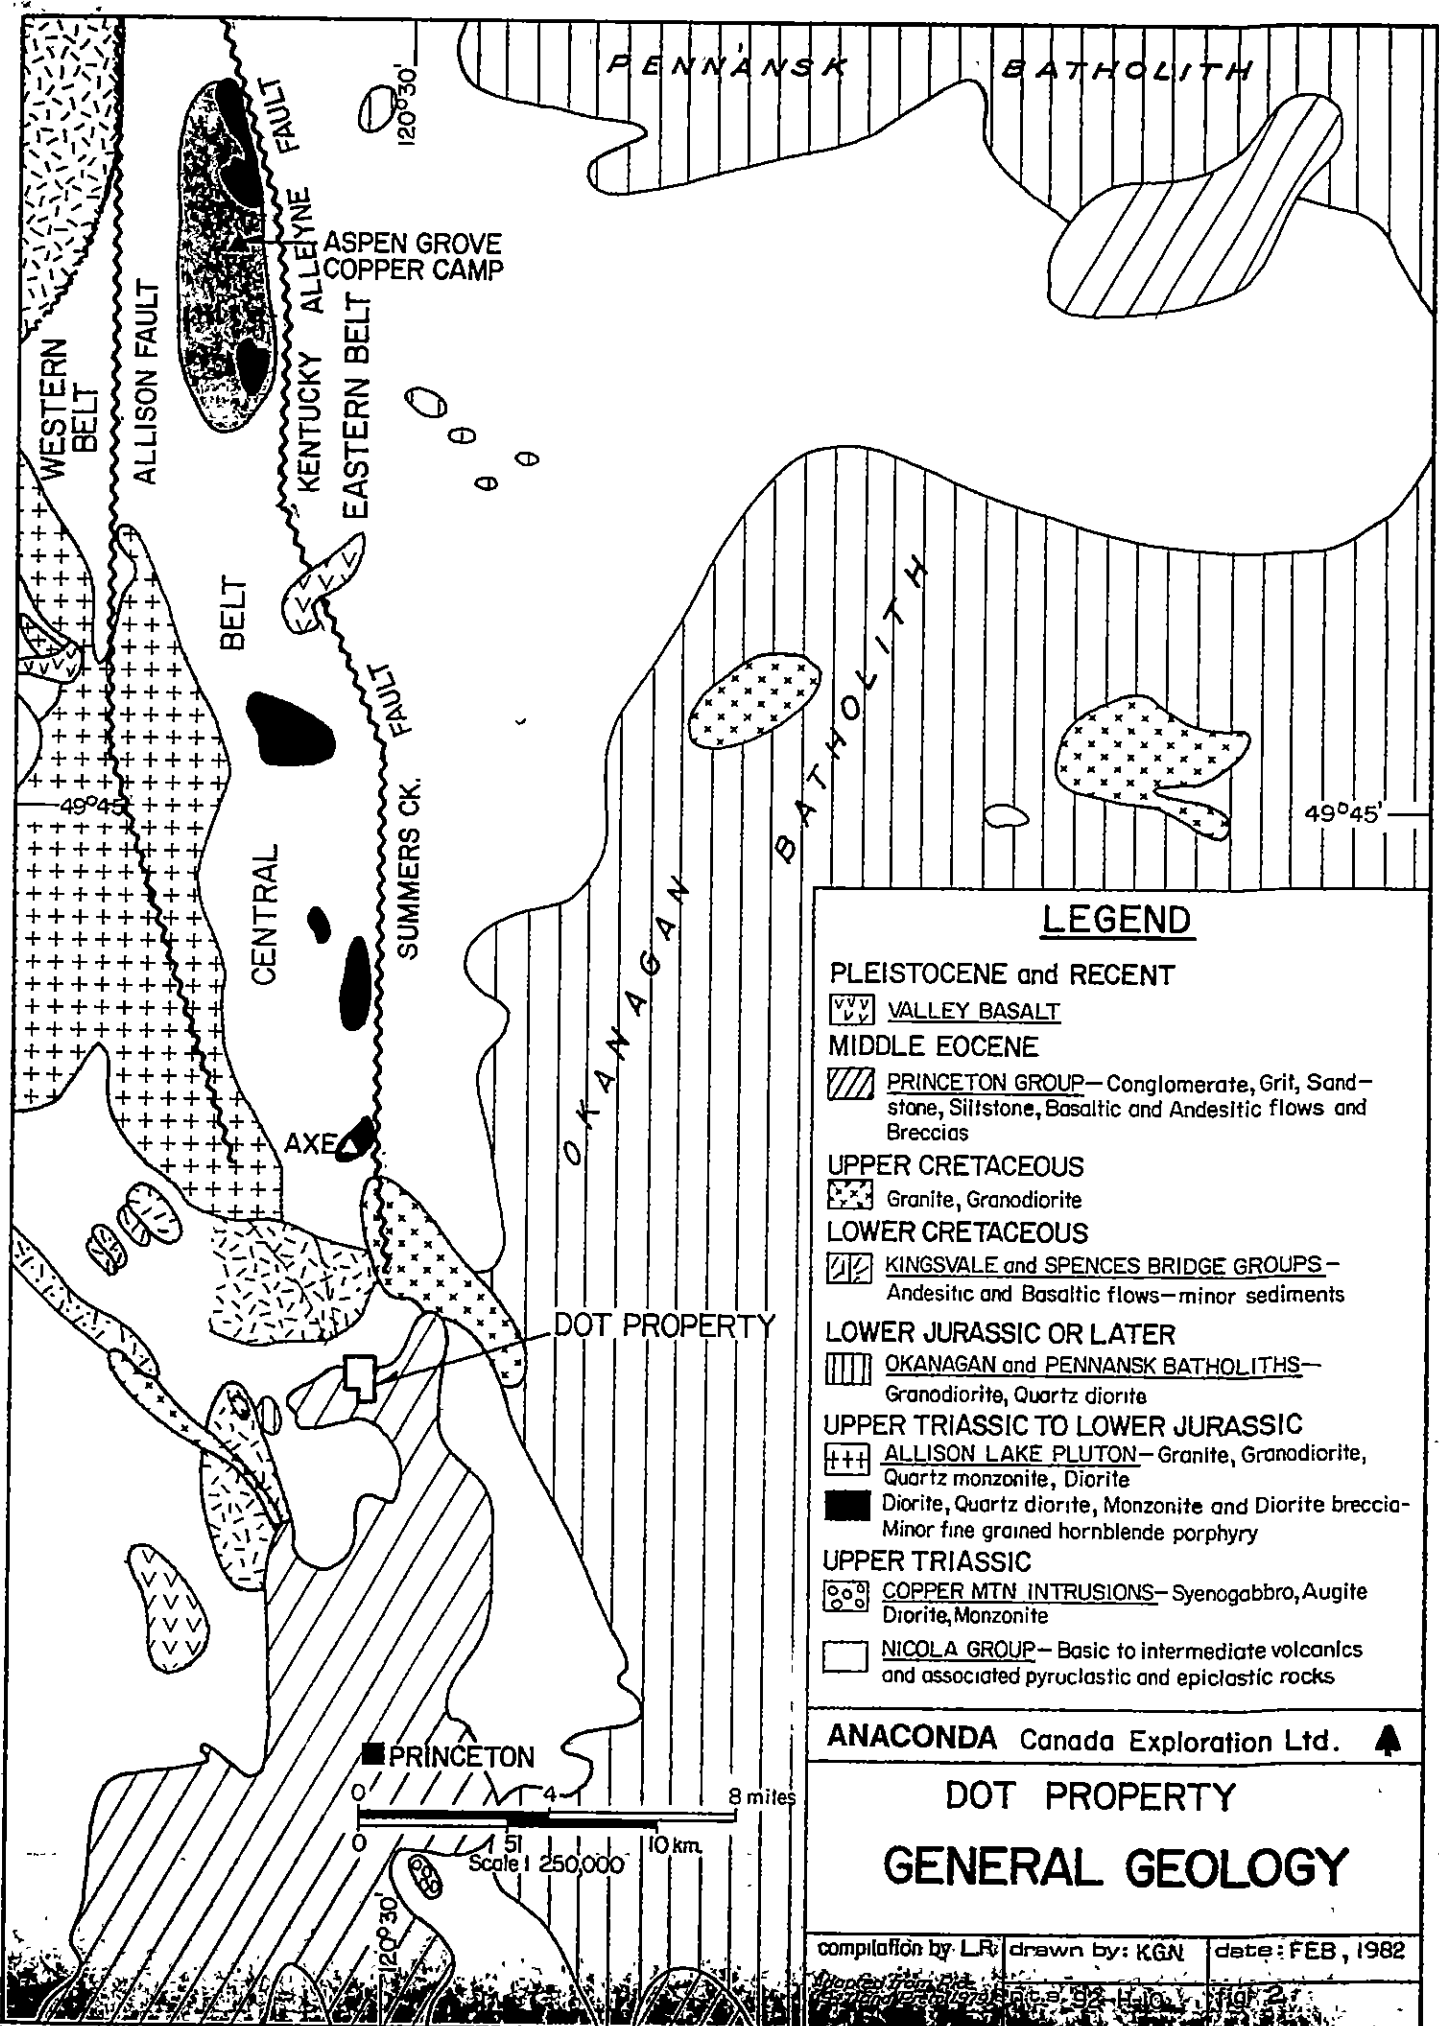 PENNANSK BATHOLITH
120°30'
FAULT
ALLEYNE
KENTUCKY
ASPEN GROVE
COPPER CAMP
WESTERN
BELT
ALLISON FAULT
EASTERN BELT
BELT
CENTRAL
FAULT
SUMMERS CK.
49°45'
49°45'
OKANAGAN BATHOLITH
AXE
DOT PROPERTY
PRINCETON
0 4 8 miles
0 5 10 km
Scale 1 250,000
120°30'
LEGEND
PLEISTOCENE and RECENT
VALLEY BASALT
MIDDLE EOCENE
PRINCETON GROUP—Conglomerate, Grit, Sand-
stone, Siltstone, Basaltic and Andesitic flows and
Breccias
UPPER CRETACEOUS
Granite, Granodiorite
LOWER CRETACEOUS
KINGSVALE and SPENCES BRIDGE GROUPS—
Andesitic and Basaltic flows—minor sediments
LOWER JURASSIC OR LATER
OKANAGAN and PENNANSK BATHOLITHS—
Granodiorite, Quartz diorite
UPPER TRIASSIC TO LOWER JURASSIC
ALLISON LAKE PLUTON—Granite, Granodiorite,
Quartz monzonite, Diorite
Diorite, Quartz diorite, Monzonite and Diorite breccia-
Minor fine grained hornblende porphyry
UPPER TRIASSIC
COPPER MTN INTRUSIONS—Syenogabbro, Augite
Diorite, Monzonite
NICOLA GROUP—Basic to intermediate volcanics
and associated pyruclastic and epiclastic rocks
ANACONDA Canada Exploration Ltd.
DOT PROPERTY
GENERAL GEOLOGY
compilation by L.R. drawn by: KGN date: FEB, 1982
n.t.s. 92-H-10 fig. 2